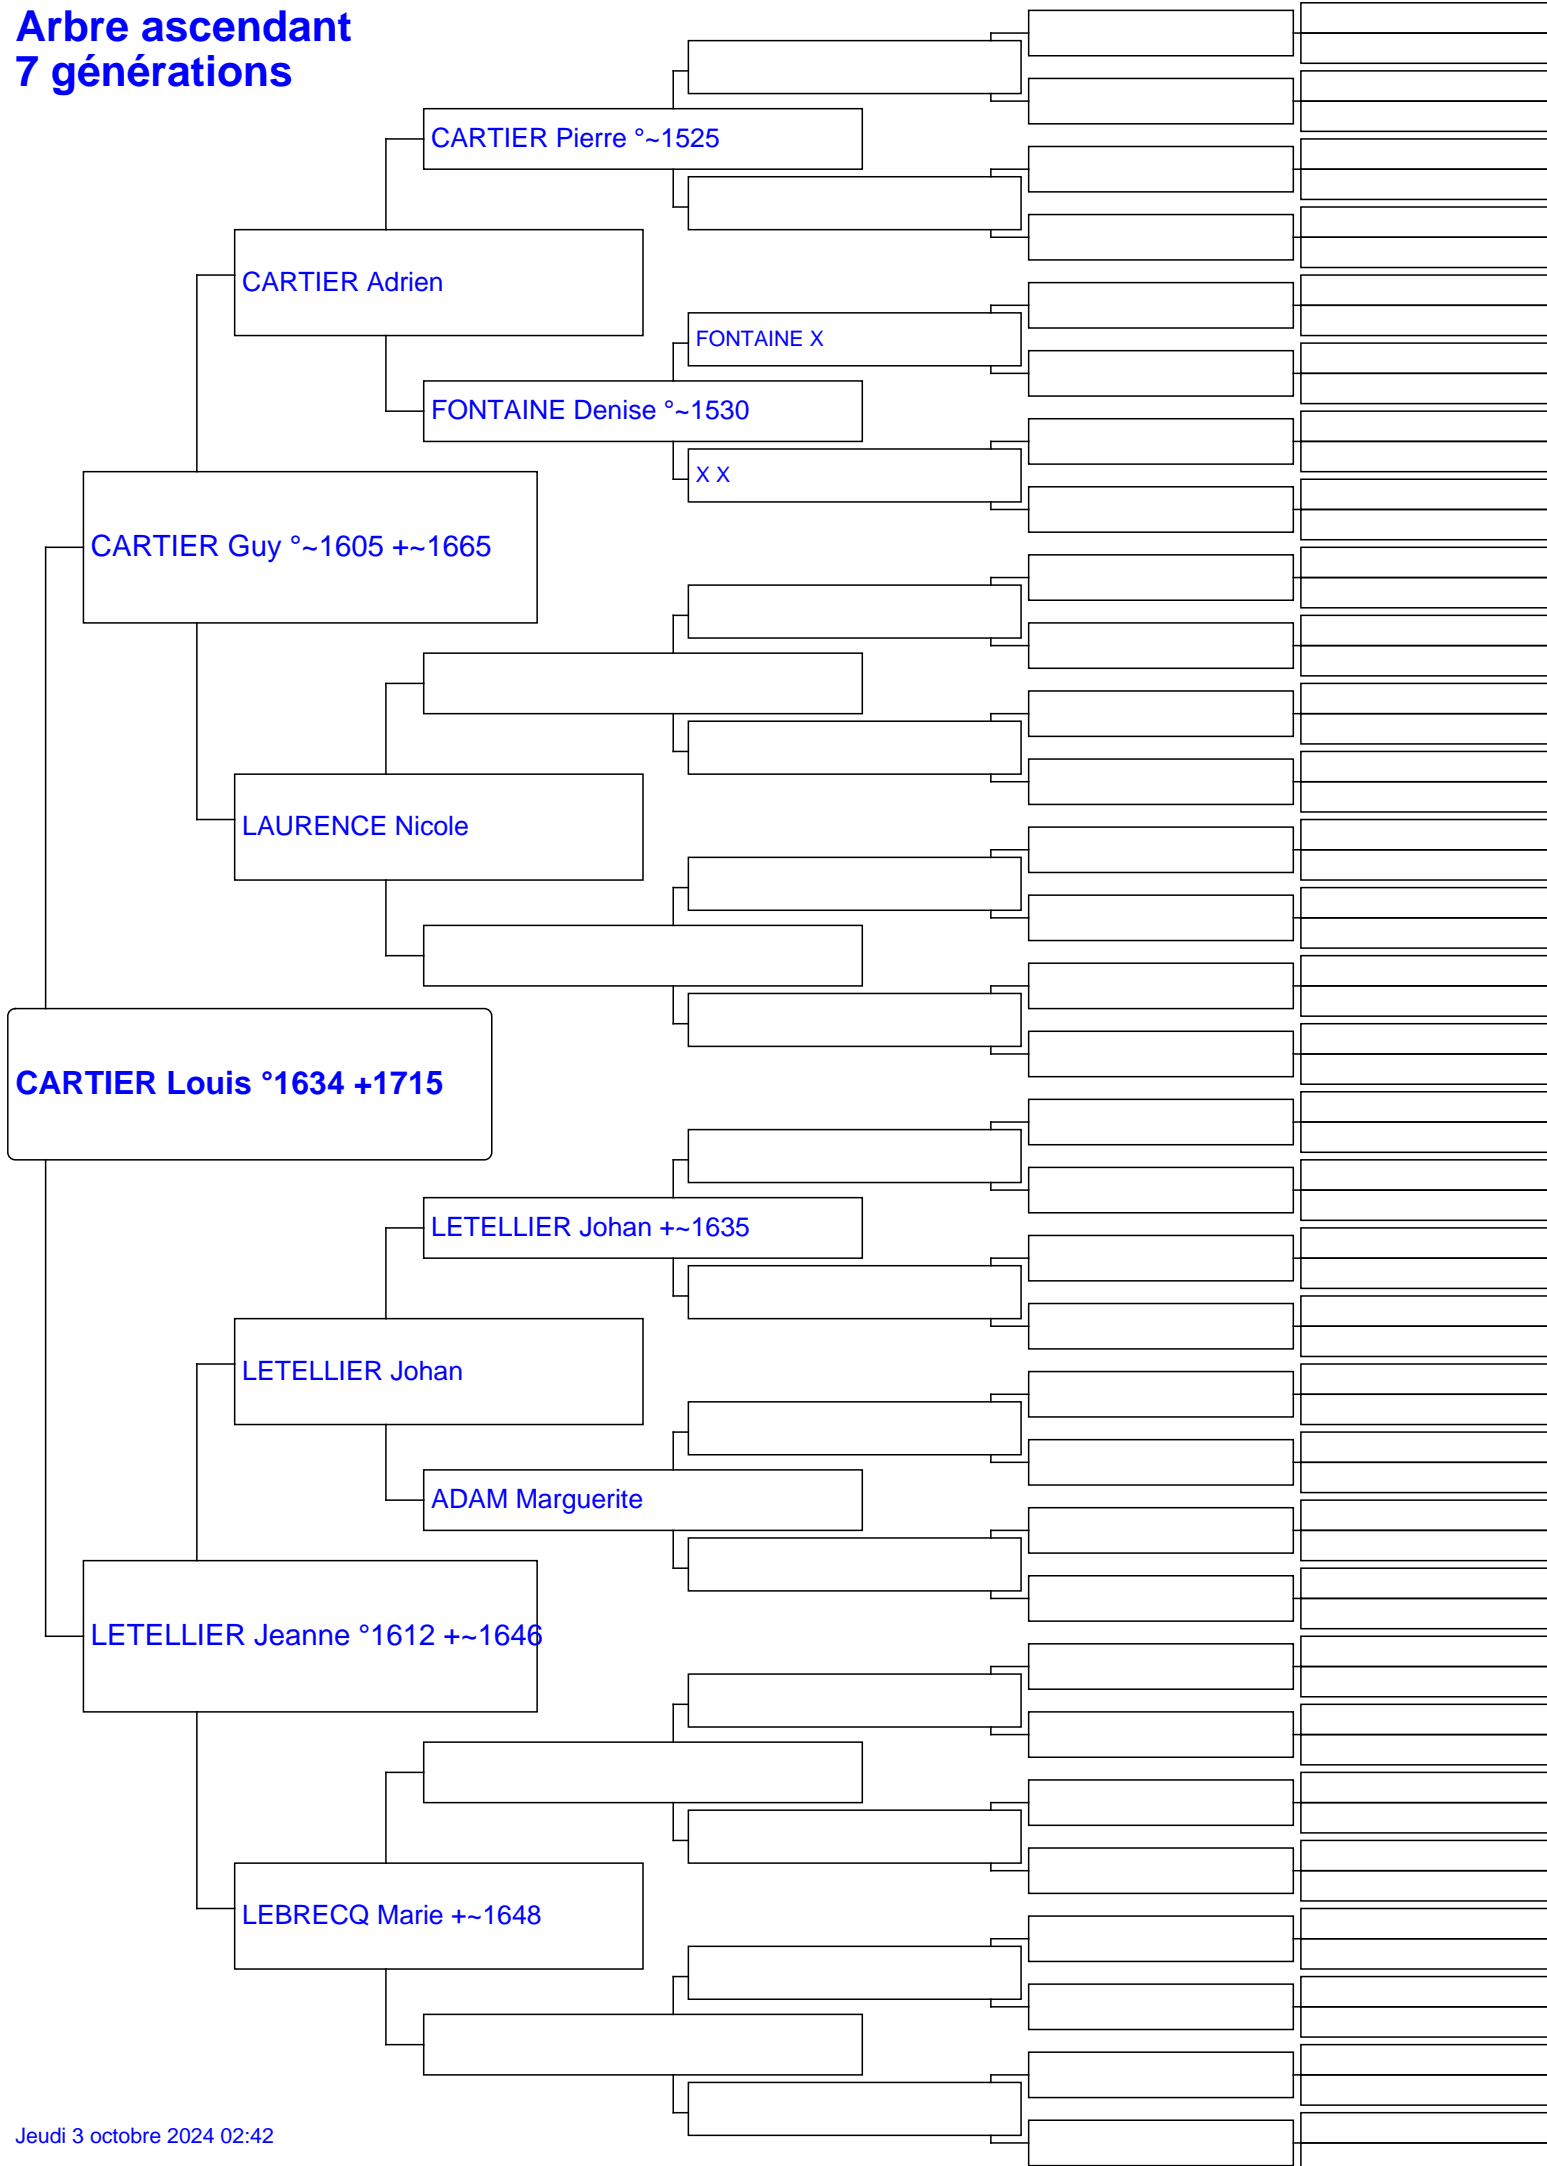 Arbre ascendant
7 générations
CARTIER Pierre °~1525
CARTIER Adrien
FONTAINE X
FONTAINE Denise °~1530
X X
CARTIER Guy °~1605 +~1665
LAURENCE Nicole
CARTIER Louis °1634 +1715
LETELLIER Johan +~1635
LETELLIER Johan
ADAM Marguerite
LETELLIER Jeanne °1612 +~1646
LEBRECQ Marie +~1648
Jeudi 3 octobre 2024 02:42